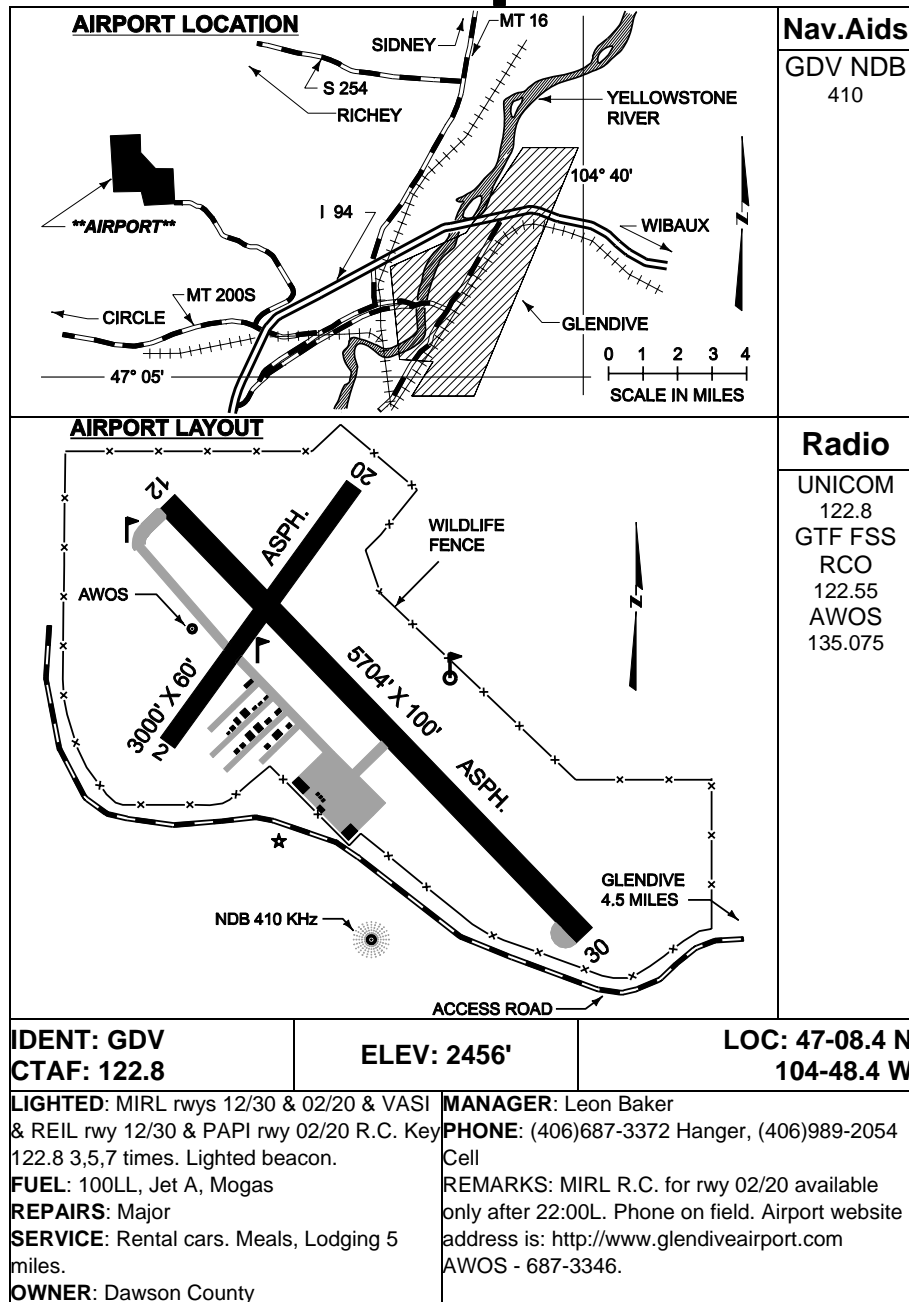 AIRPORT LOCATION
Nav.Aids
GDV NDB
410
MT 16
SIDNEY
S 254
RICHEY
YELLOWSTONE
RIVER
104° 40'
**AIRPORT**
I 94
WIBAUX
N
MT 200S
CIRCLE
GLENDIVE
0 1 2 3 4
SCALE IN MILES
47° 05'
AIRPORT LAYOUT
Radio
UNICOM
122.8
GTF FSS
RCO
122.55
AWOS
135.075
12
20
ASPH.
WILDLIFE
FENCE
AWOS
N
3000' X 60'
2
5704' X 100'
ASPH.
GLENDIVE
4.5 MILES
NDB 410 KHz
30
ACCESS ROAD
IDENT: GDV
CTAF: 122.8
ELEV: 2456'
LOC: 47-08.4 N
104-48.4 W
LIGHTED: MIRL rwys 12/30 & 02/20 & VASI
& REIL rwy 12/30 & PAPI rwy 02/20 R.C. Key
122.8 3,5,7 times. Lighted beacon.
FUEL: 100LL, Jet A, Mogas
REPAIRS: Major
SERVICE: Rental cars. Meals, Lodging 5
miles.
OWNER: Dawson County
MANAGER: Leon Baker
PHONE: (406)687-3372 Hanger, (406)989-2054
Cell
REMARKS: MIRL R.C. for rwy 02/20 available
only after 22:00L. Phone on field. Airport website
address is: http://www.glendiveairport.com
AWOS - 687-3346.